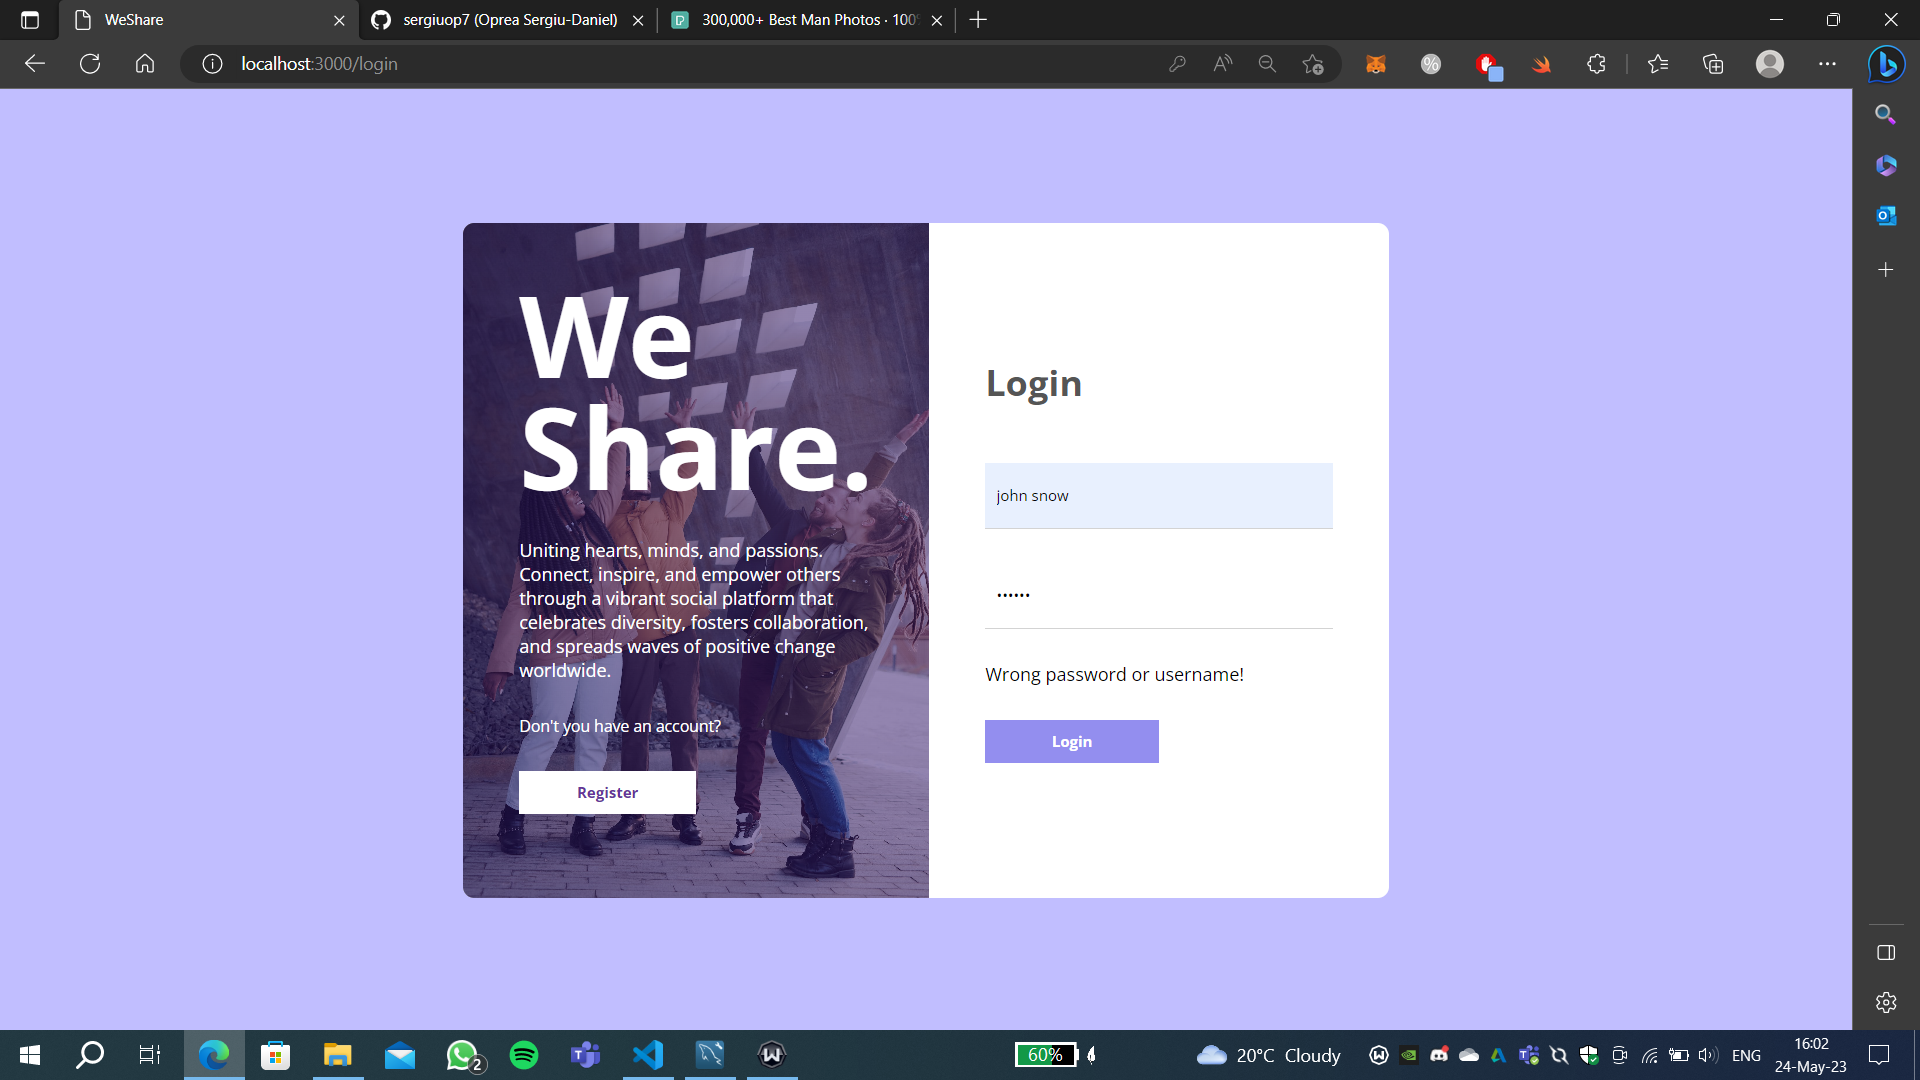 WeShare
sergiuop7 (Oprea Sergiu-Daniel)
300,000+ Best Man Photos · 100%
localhost:3000/login
We
Share.
Uniting hearts, minds, and passions.
Connect, inspire, and empower others
through a vibrant social platform that
celebrates diversity, fosters collaboration,
and spreads waves of positive change
worldwide.
Don't you have an account?
Register
Login
john snow
••••••
Wrong password or username!
Login
2
60%
20°C Cloudy
ENG
16:02
24-May-23